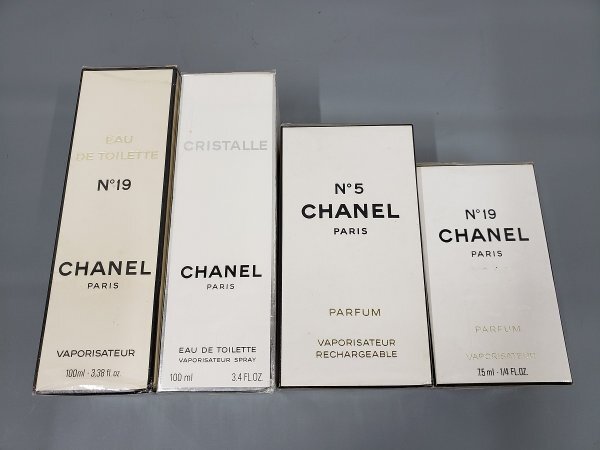 EAU
DE TOILETTE
N°19
CHANEL
PARIS
VAPORISATEUR
100ml - 3,38 fl. oz.
CRISTALLE
CHANEL
PARIS
EAU DE TOILETTE
VAPORISATEUR SPRAY
100 ml 3.4 FL.OZ.
N°5
CHANEL
PARIS
PARFUM
VAPORISATEUR
RECHARGEABLE
N°19
CHANEL
PARIS
PARFUM
VAPORISATEUR
7.5 ml - 1/4 FL.OZ.